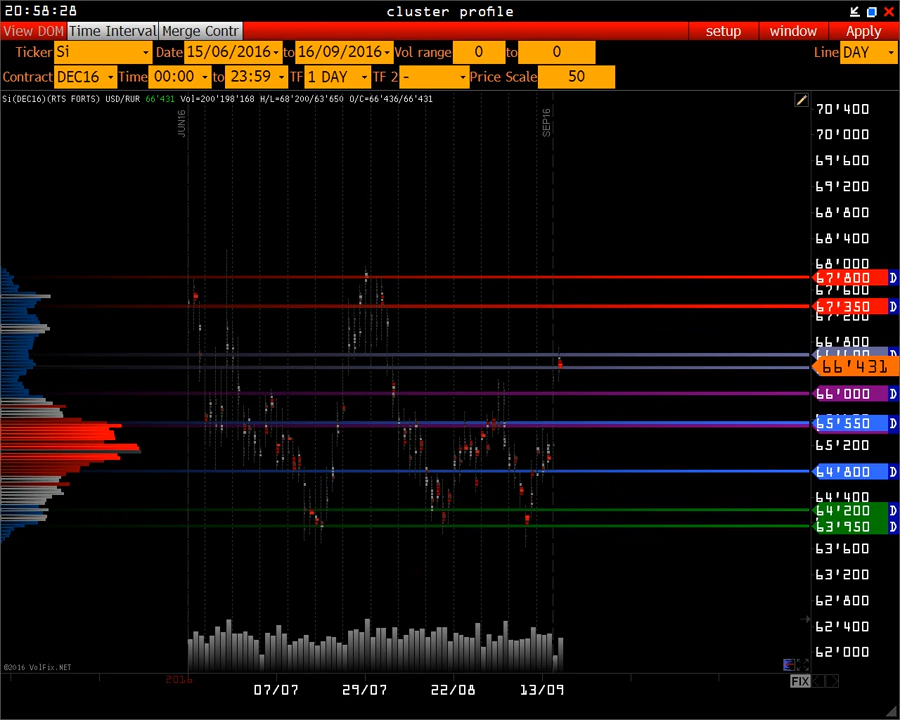 20:58:28 cluster profile
View DOM Time Interval Merge Contr setup window Apply
Ticker Si Date 15/06/2016 to 16/09/2016 Vol range 0 to 0 Line DAY
Contract DEC16 Time 00:00 to 23:59 TF 1 DAY TF 2 - Price Scale 50
Si(DEC16)(RTS FORTS) USD/RUR 66'431 Vol=200'198'168 H/L=68'200/63'650 O/C=66'436/66'431
JUN16
SEP16
70'400
70'000
69'600
69'200
68'800
68'400
68'000
67'800 D
67'600
67'350 D
67'200
66'800
D
66'431
66'000 D
65'550 D
65'200
64'800 D
64'400
64'200 D
63'950 D
63'600
63'200
62'800
62'400
62'000
©2016 VolFix.NET
2016
FIX
07/07 29/07 22/08 13/09